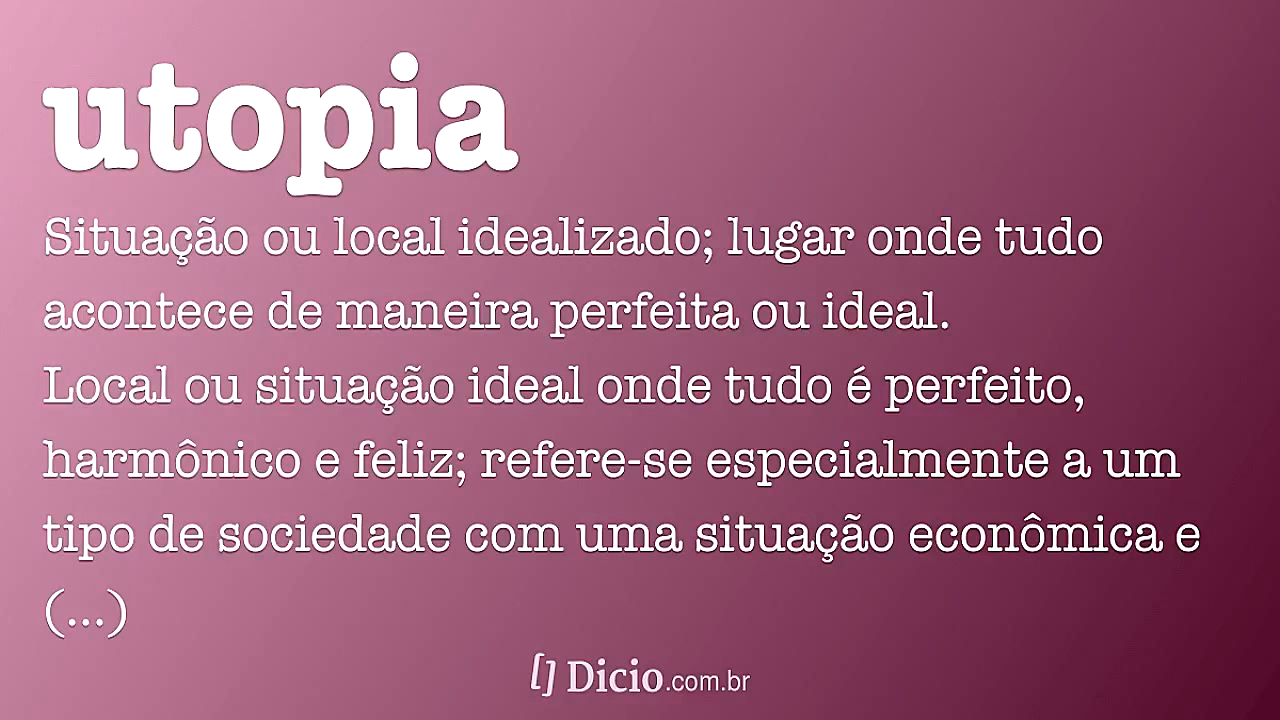 utopia
Situação ou local idealizado; lugar onde tudo
acontece de maneira perfeita ou ideal.
Local ou situação ideal onde tudo é perfeito,
harmônico e feliz; refere-se especialmente a um
tipo de sociedade com uma situação econômica e
(...)
[] Dicio.com.br